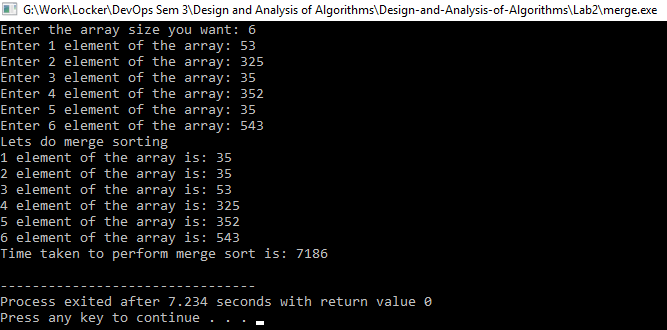 G:\Work\Locker\DevOps Sem 3\Design and Analysis of Algorithms\Design-and-Analysis-of-Algorithms\Lab2\merge.exe
Enter the array size you want: 6
Enter 1 element of the array: 53
Enter 2 element of the array: 325
Enter 3 element of the array: 35
Enter 4 element of the array: 352
Enter 5 element of the array: 35
Enter 6 element of the array: 543
Lets do merge sorting
1 element of the array is: 35
2 element of the array is: 35
3 element of the array is: 53
4 element of the array is: 325
5 element of the array is: 352
6 element of the array is: 543
Time taken to perform merge sort is: 7186
--------------------------------
Process exited after 7.234 seconds with return value 0
Press any key to continue . . .